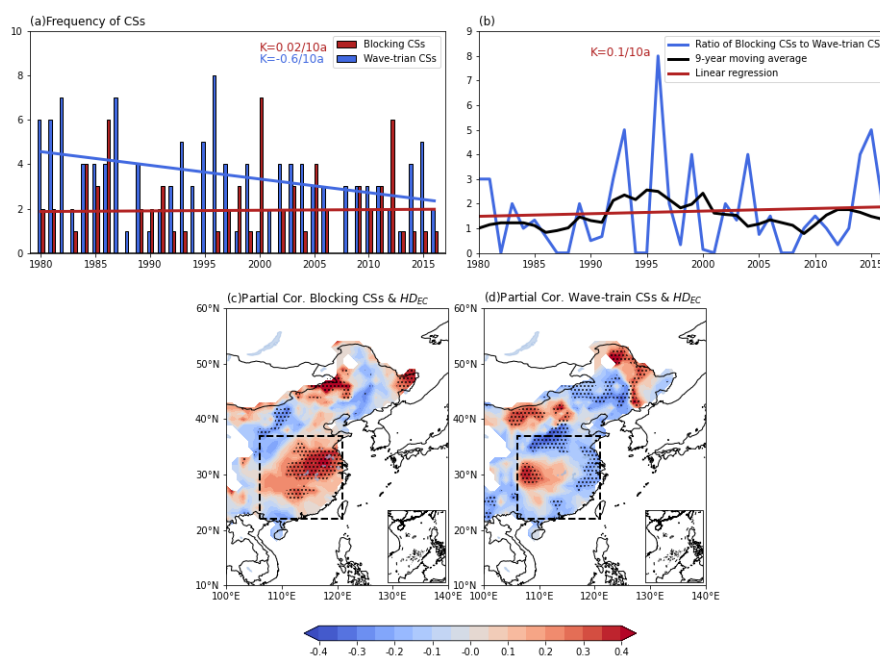 (a)Frequency of CSs
10
8
6
4
2
0
1980 1985 1990 1995 2000 2005 2010 2015
K=0.02/10a
K=-0.6/10a
Blocking CSs
Wave-trian CSs
(b)
9
8
7
6
5
4
3
2
1
0
1980 1985 1990 1995 2000 2005 2010 2015
K=0.1/10a
Ratio of Blocking CSs to Wave-trian CS
9-year moving average
Linear regression
(c)Partial Cor. Blocking CSs & HD_EC
60°N
50°N
40°N
30°N
20°N
10°N
100°E 110°E 120°E 130°E 140°E
(d)Partial Cor. Wave-train CSs & HD_EC
60°N
50°N
40°N
30°N
20°N
10°N
100°E 110°E 120°E 130°E 140°E
-0.4 -0.3 -0.2 -0.1 -0.0 0.1 0.2 0.3 0.4